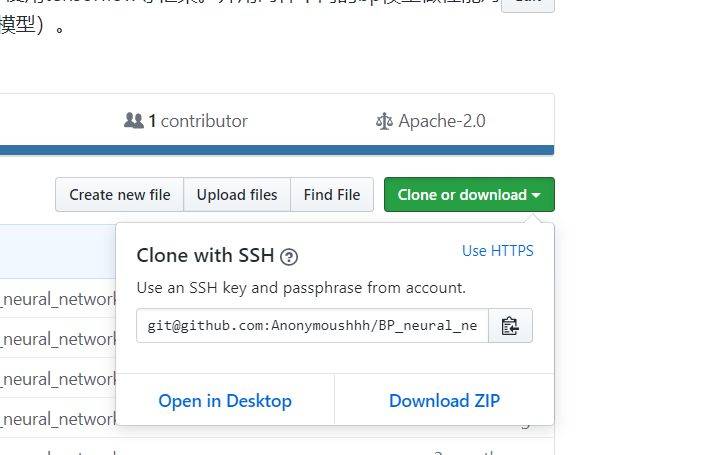 模型）。
1 contributor
Apache-2.0
Create new file
Upload files
Find File
Clone or download
Clone with SSH
Use HTTPS
Use an SSH key and passphrase from account.
git@github.com:Anonymoushhh/BP_neural_ne
_neural_network
_neural_network
_neural_network
_neural_network
Open in Desktop
Download ZIP